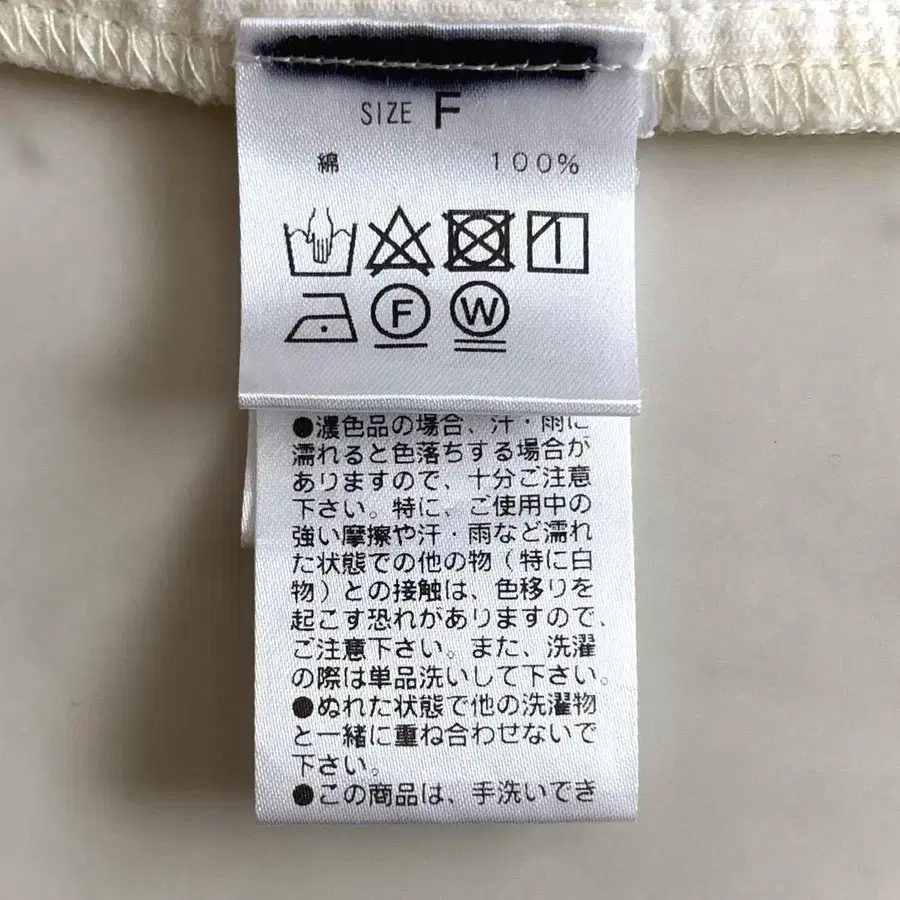 SIZE F
綿 100%
F W
●濃色品の場合、汗・雨に
濡れると色落ちする場合が
ありますので、十分ご注意
下さい。特に、ご使用中の
強い摩擦や汗・雨など濡れ
た状態での他の物（特に白
物）との接触は、色移りを
起こす恐れがありますので、
ご注意下さい。また、洗濯
の際は単品洗いして下さい。
●ぬれた状態で他の洗濯物
と一緒に重ね合わせないで
下さい。
●この商品は、手洗いでき